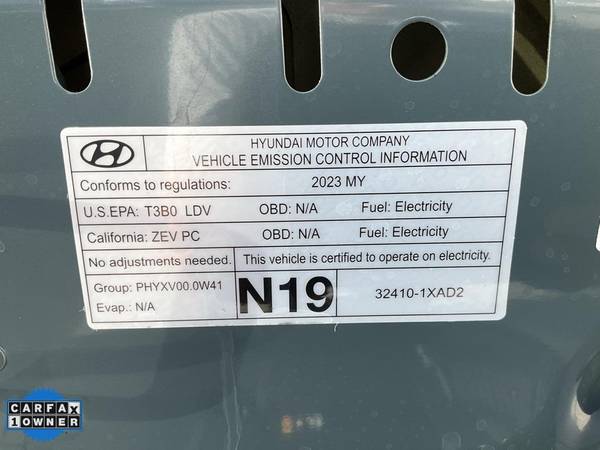 HYUNDAI MOTOR COMPANY
VEHICLE EMISSION CONTROL INFORMATION
Conforms to regulations: 2023 MY
U.S.EPA: T3B0 LDV OBD: N/A Fuel: Electricity
California: ZEV PC OBD: N/A Fuel: Electricity
No adjustments needed. This vehicle is certified to operate on electricity.
Group: PHYXV00.0W41
Evap.: N/A
N19
32410-1XAD2
CARFAX
1 OWNER